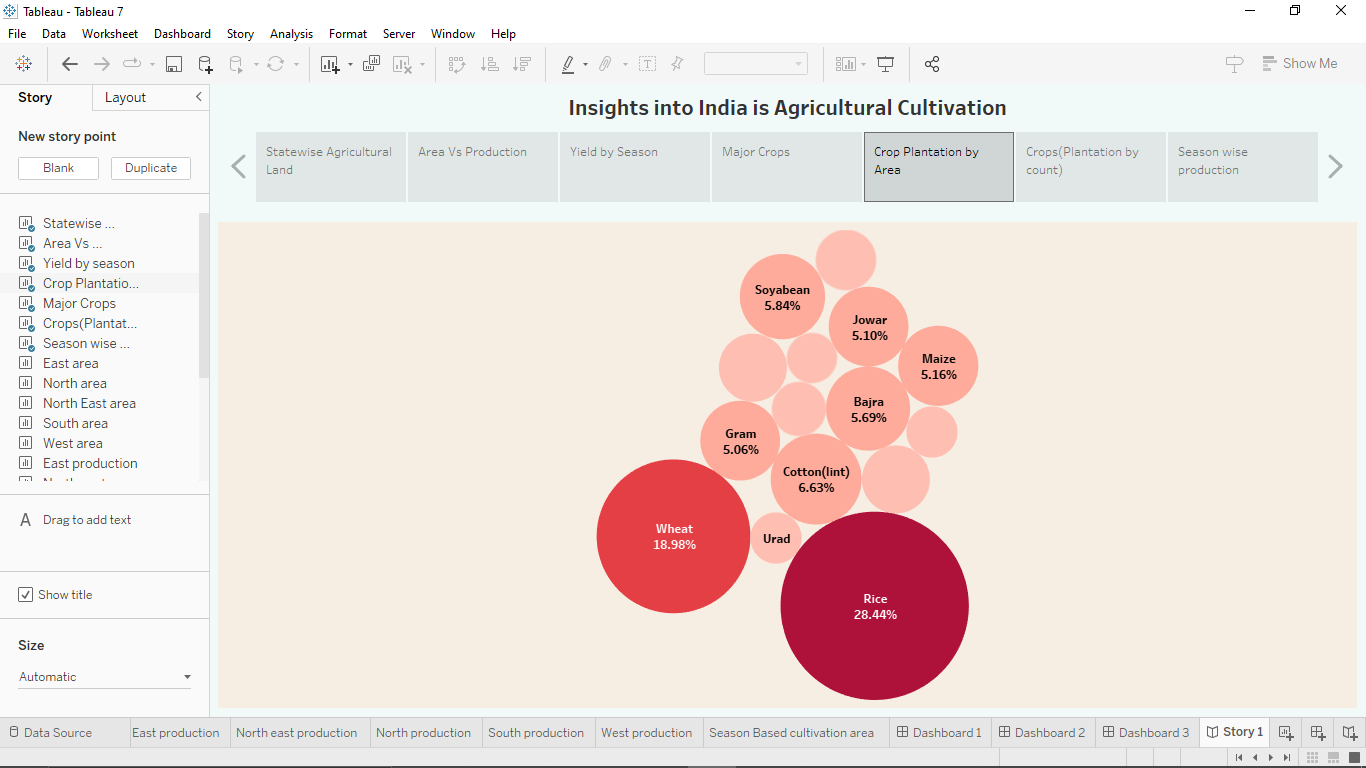 Tableau - Tableau 7
File Data Worksheet Dashboard Story Analysis Format Server Window Help
Show Me
Story Layout
New story point
Blank Duplicate
Statewise ...
Area Vs ...
Yield by season
Crop Plantatio...
Major Crops
Crops(Plantat...
Season wise ...
East area
North area
North East area
South area
West area
East production
Drag to add text
Show title
Size
Automatic
Insights into India is Agricultural Cultivation
Statewise Agricultural
Land
Area Vs Production
Yield by Season
Major Crops
Crop Plantation by
Area
Crops(Plantation by
count)
Season wise
production
Soyabean
5.84%
Jowar
5.10%
Maize
5.16%
Bajra
5.69%
Gram
5.06%
Cotton(lint)
6.63%
Wheat
18.98%
Urad
Rice
28.44%
Data Source East production North east production North production South production West production Season Based cultivation area Dashboard 1 Dashboard 2 Dashboard 3 Story 1